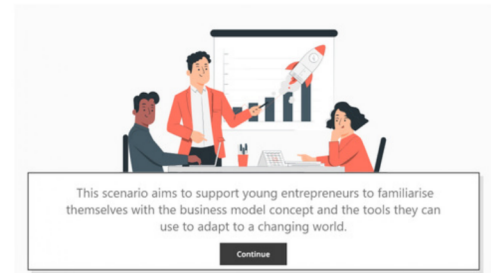 This scenario aims to support young entrepreneurs to familiarise
themselves with the business model concept and the tools they can
use to adapt to a changing world.
Continue